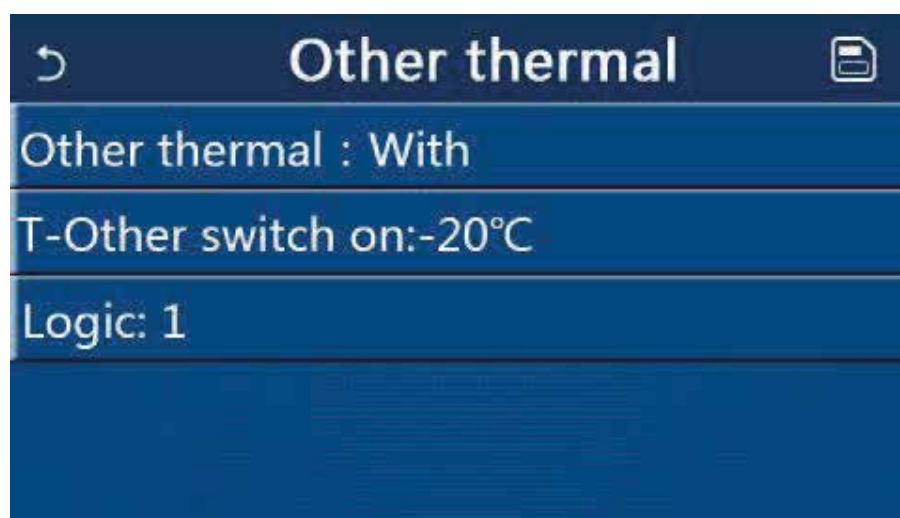 Other thermal
Other thermal : With
T-Other switch on:-20℃
Logic: 1